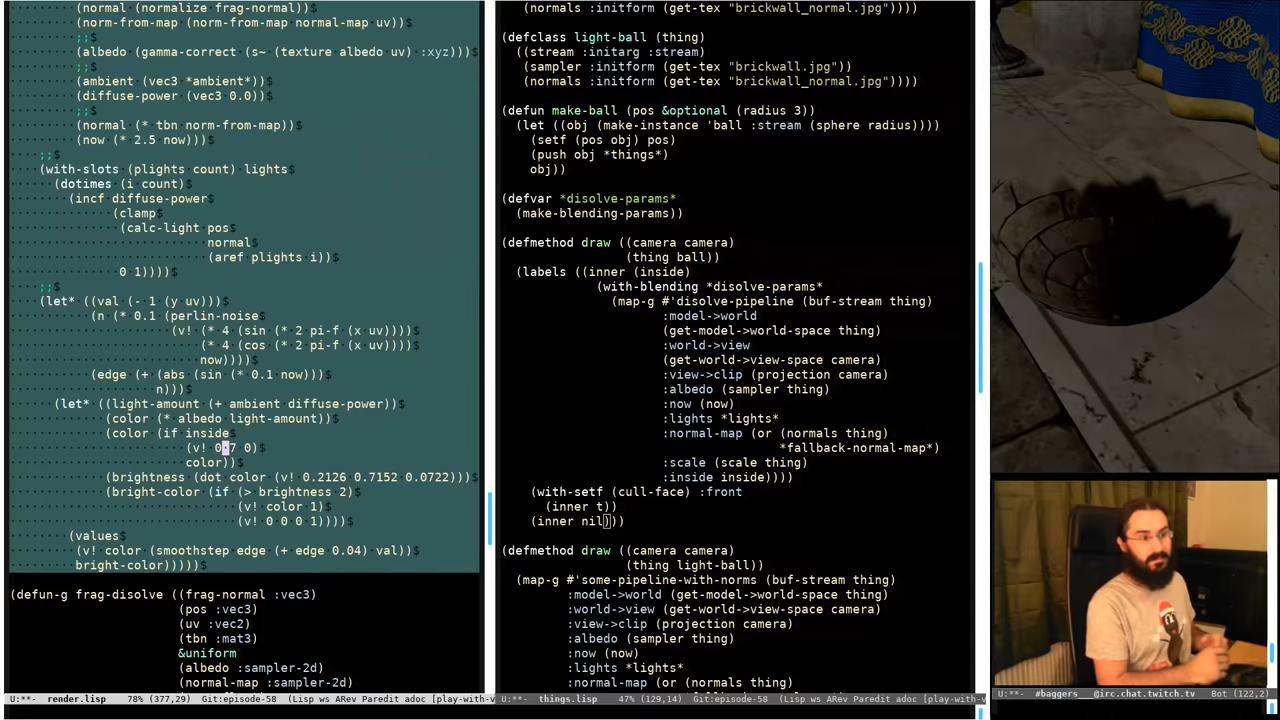 (normal (normalize frag-normal))$
(norm-from-map (norm-from-map normal-map uv))
;;$
(albedo (gamma-correct (s~ (texture albedo uv) :xyz)))$
;;$
(ambient (vec3 *ambient*))$
(diffuse-power (vec3 0.0))$
;;$
(normal (* tbn norm-from-map))$
(now (* 2.5 now)))$
;;$
(with-slots (plights count) lights$
(dotimes (i count)$
(incf diffuse-power$
(clamp$
(calc-light pos$
normal$
(aref plights i))$
0 1))))$
;;$
(let* ((val (- 1 (y uv)))$
(n (* 0.1 (perlin-noise$
(v! (* 4 (sin (* 2 pi-f (x uv))))$
(* 4 (cos (* 2 pi-f (x uv))))$
now))))$
(edge (+ (abs (sin (* 0.1 now)))$
n)))$
(let* ((light-amount (+ ambient diffuse-power))$
(color (* albedo light-amount))$
(color (if inside$
(v! 0 7 0)$
color))$
(brightness (dot color (v! 0.2126 0.7152 0.0722)))$
(bright-color (if (> brightness 2)$
(v! color 1)$
(v! 0 0 0 1))))$
(values$
(v! color (smoothstep edge (+ edge 0.04) val))$
bright-color)))))$
(defun-g frag-disolve ((frag-normal :vec3)
(pos :vec3)
(uv :vec2)
(tbn :mat3)
&uniform
(albedo :sampler-2d)
(normal-map :sampler-2d)
U:**- render.lisp 78% (377,29) Git:episode-58 (Lisp ws ARev Paredit adoc [play-with-v
(normals :initform (get-tex "brickwall_normal.jpg"))))
(defclass light-ball (thing)
((stream :initarg :stream)
(sampler :initform (get-tex "brickwall.jpg"))
(normals :initform (get-tex "brickwall_normal.jpg"))))
(defun make-ball (pos &optional (radius 3))
(let ((obj (make-instance 'ball :stream (sphere radius))))
(setf (pos obj) pos)
(push obj *things*)
obj))
(defvar *disolve-params*
(make-blending-params))
(defmethod draw ((camera camera)
(thing ball))
(labels ((inner (inside)
(with-blending *disolve-params*
(map-g #'disolve-pipeline (buf-stream thing)
:model->world
(get-model->world-space thing)
:world->view
(get-world->view-space camera)
:view->clip (projection camera)
:albedo (sampler thing)
:now (now)
:lights *lights*
:normal-map (or (normals thing)
*fallback-normal-map*)
:scale (scale thing)
:inside inside))))
(with-setf (cull-face) :front
(inner t))
(inner nil)))
(defmethod draw ((camera camera)
(thing light-ball))
(map-g #'some-pipeline-with-norms (buf-stream thing)
:model->world (get-model->world-space thing)
:world->view (get-world->view-space camera)
:view->clip (projection camera)
:albedo (sampler thing)
:now (now)
:lights *lights*
:normal-map (or (normals thing)
U:**- things.lisp 47% (129,14) Git:episode-58 (Lisp ws ARev Paredit adoc [play-with-v
U:**- #baggers__@irc.chat.twitch.tv Bot (122,2)